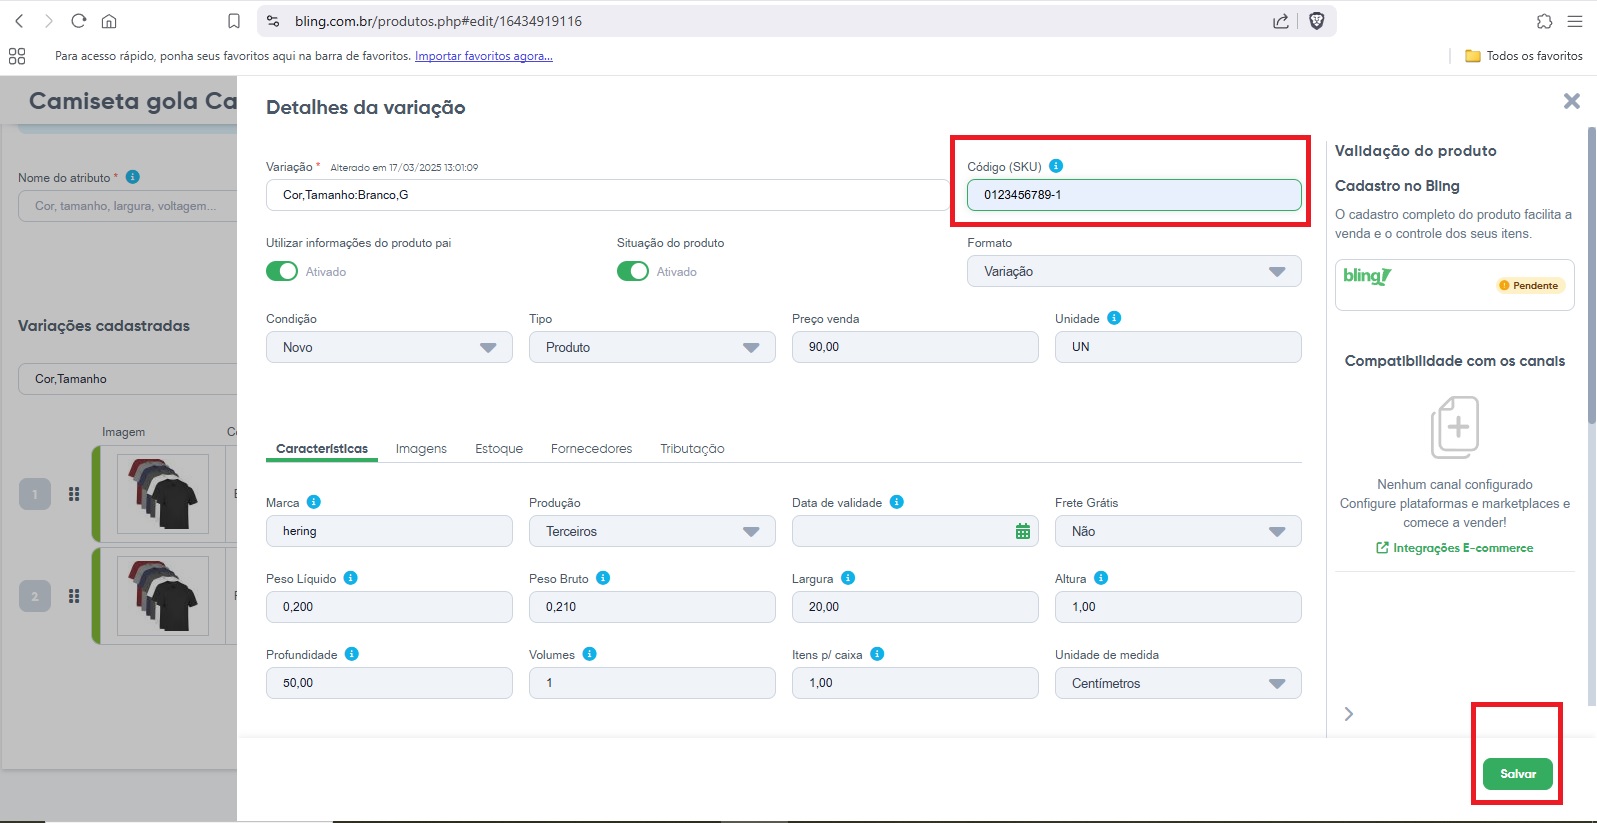 bling.com.br/produtos.php#edit/16434919116
Para acesso rápido, ponha seus favoritos aqui na barra de favoritos. Importar favoritos agora...
Todos os favoritos
Camiseta gola Ca
Nome do atributo *
Cor, tamanho, largura, voltagem...
Variações cadastradas
Cor,Tamanho
Imagem
1
2
Detalhes da variação
Variação * Alterado em 17/03/2025 13:01:09
Cor,Tamanho:Branco,G
Código (SKU)
0123456789-1
Utilizar informações do produto pai
Ativado
Situação do produto
Ativado
Formato
Variação
Condição
Novo
Tipo
Produto
Preço venda
90,00
Unidade
UN
Características Imagens Estoque Fornecedores Tributação
Marca
hering
Produção
Terceiros
Data de validade
Frete Grátis
Não
Peso Líquido
0,200
Peso Bruto
0,210
Largura
20,00
Altura
1,00
Profundidade
50,00
Volumes
1
Itens p/ caixa
1,00
Unidade de medida
Centímetros
Validação do produto
Cadastro no Bling
O cadastro completo do produto facilita a
venda e o controle dos seus itens.
bling
Pendente
Compatibilidade com os canais
Nenhum canal configurado
Configure plataformas e marketplaces e
comece a vender!
Integrações E-commerce
Salvar